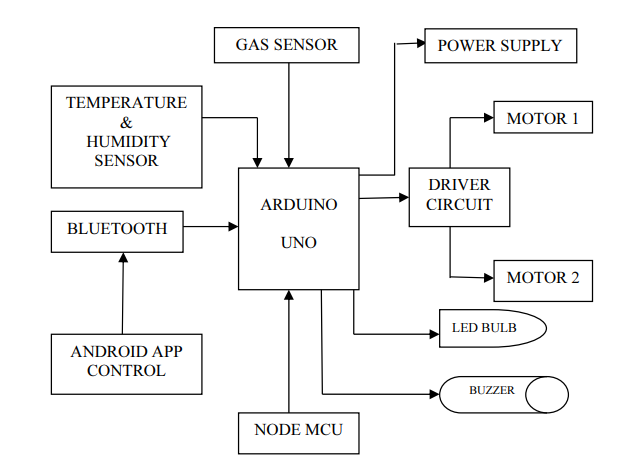 GAS SENSOR
POWER SUPPLY
TEMPERATURE
&
HUMIDITY
SENSOR
MOTOR 1
ARDUINO
UNO
DRIVER
CIRCUIT
BLUETOOTH
MOTOR 2
LED BULB
ANDROID APP
CONTROL
BUZZER
NODE MCU